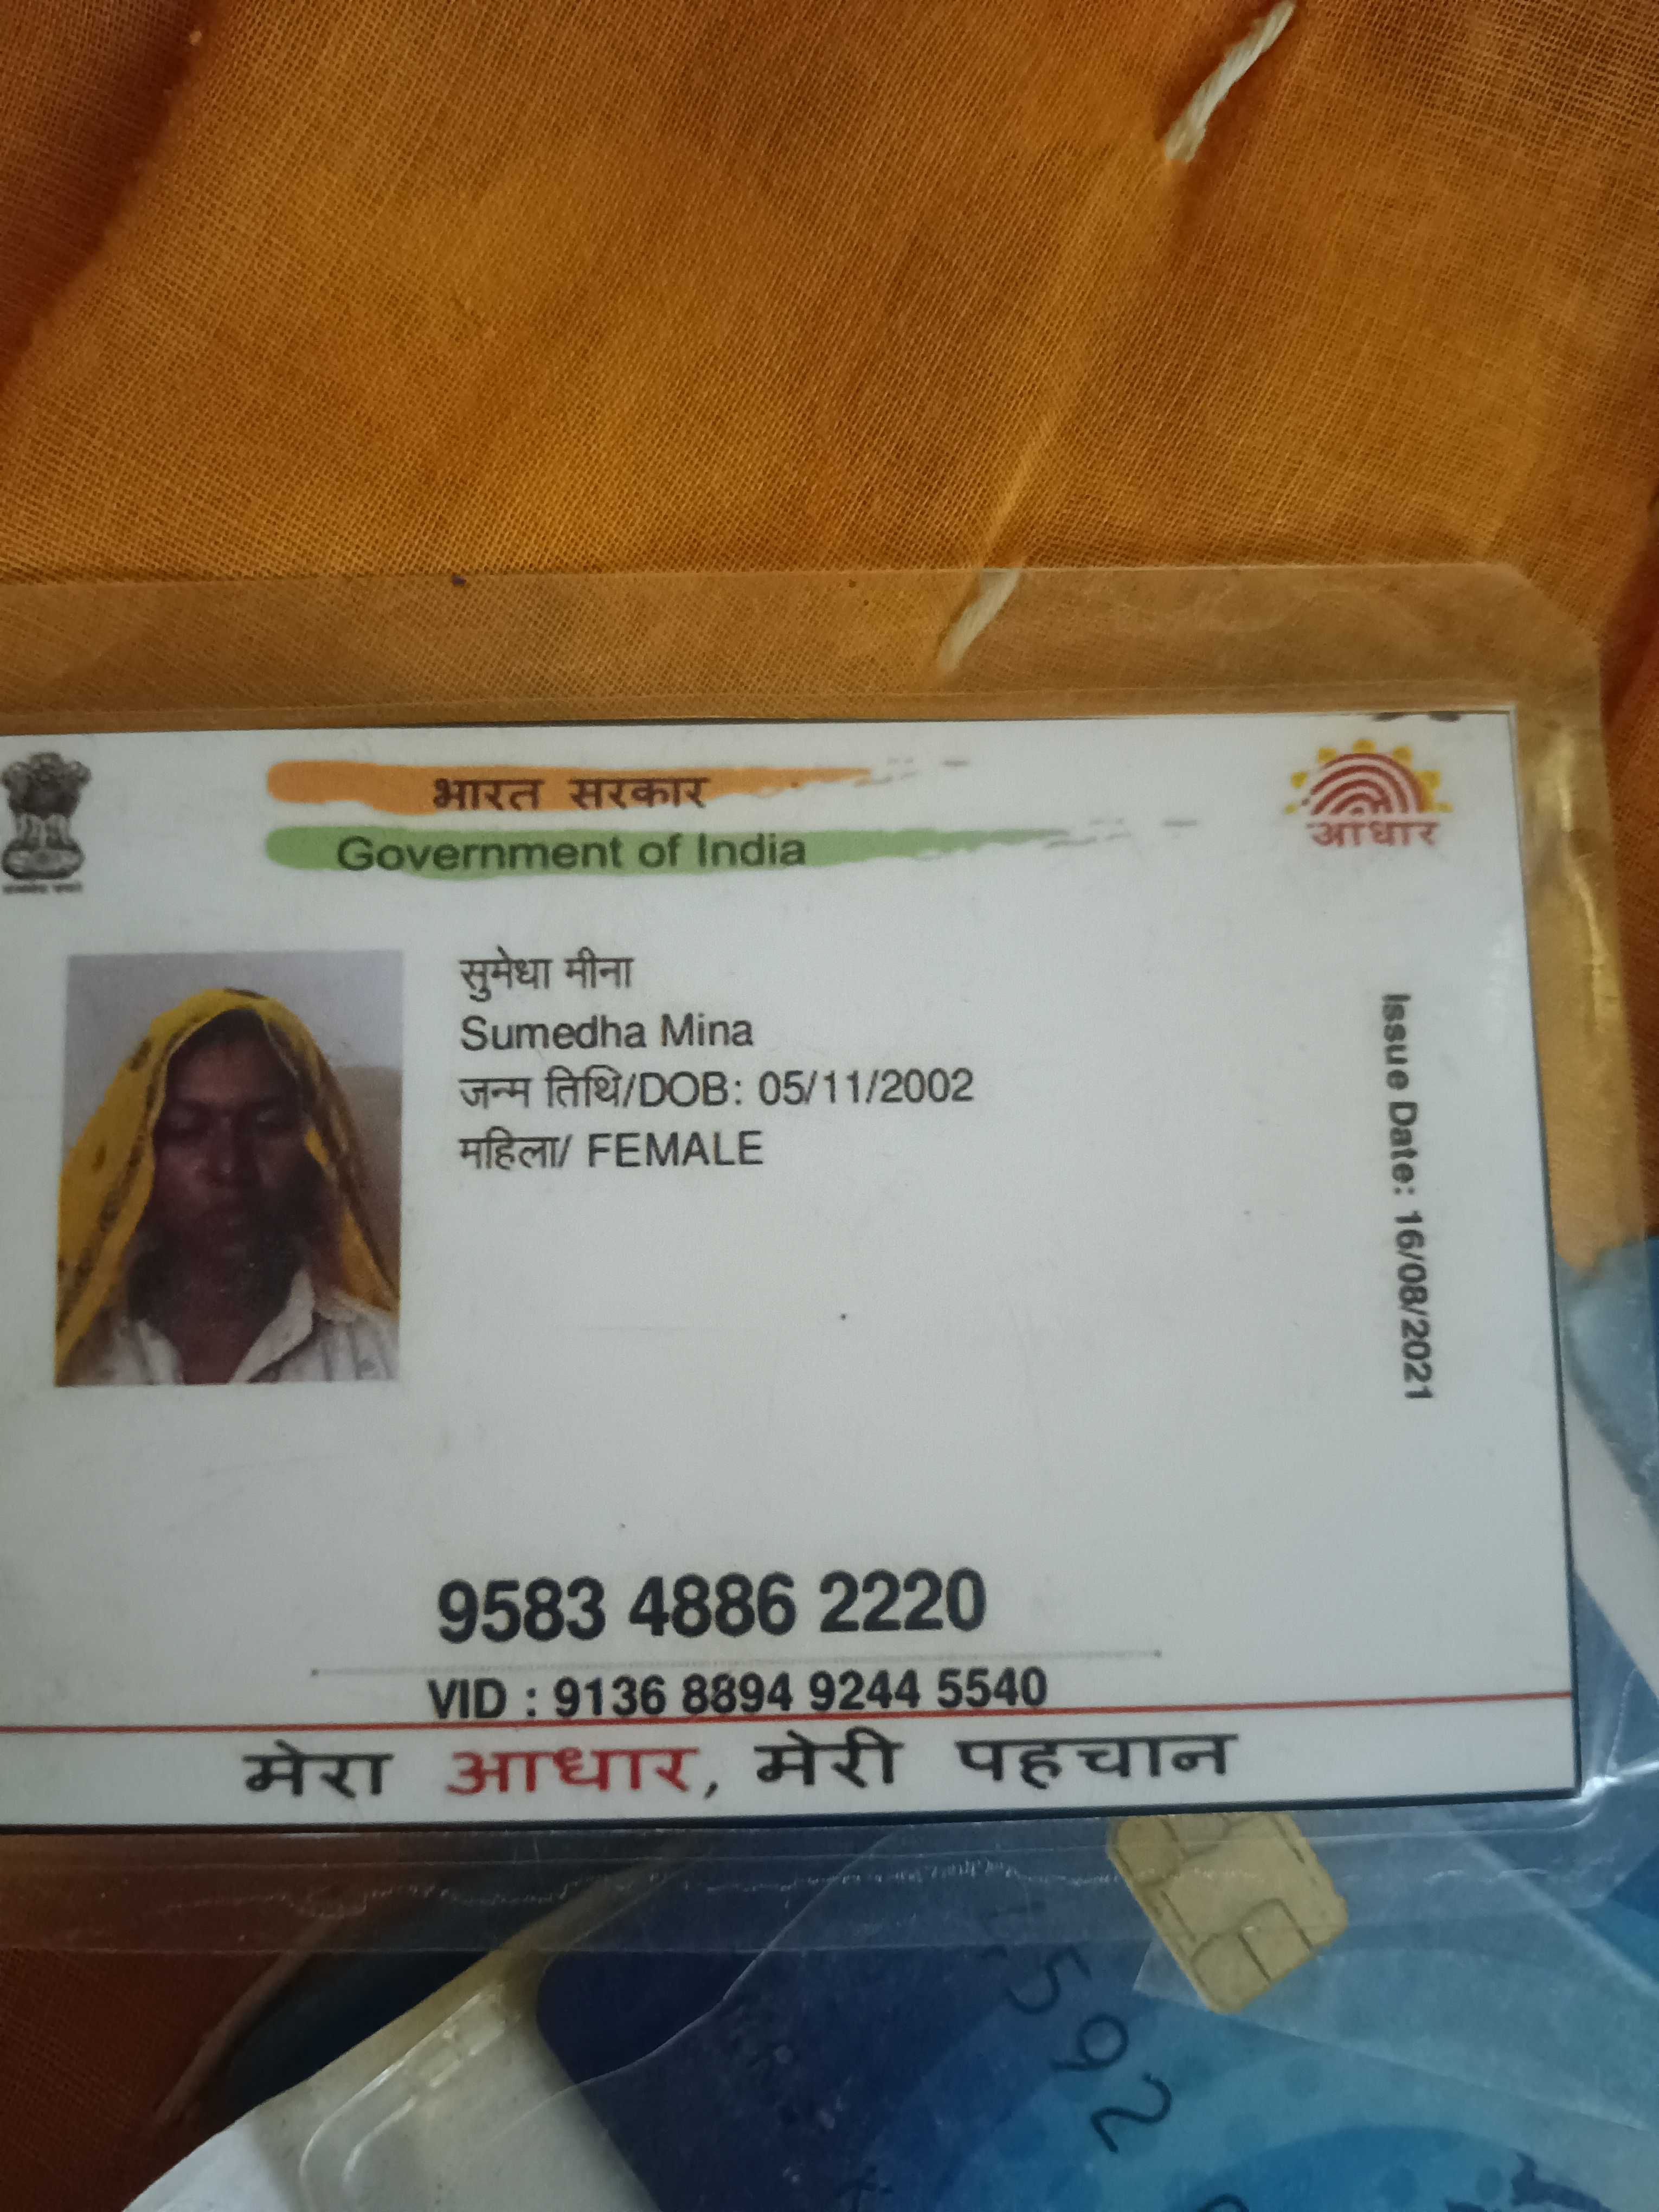 भारत सरकार
Government of India
आधार
सुमेधा मीना
Sumedha Mina
जन्म तिथि/DOB: 05/11/2002
महिला/ FEMALE
Issue Date: 16/08/2021
9583 4886 2220
VID : 9136 8894 9244 5540
मेरा आधार, मेरी पहचान